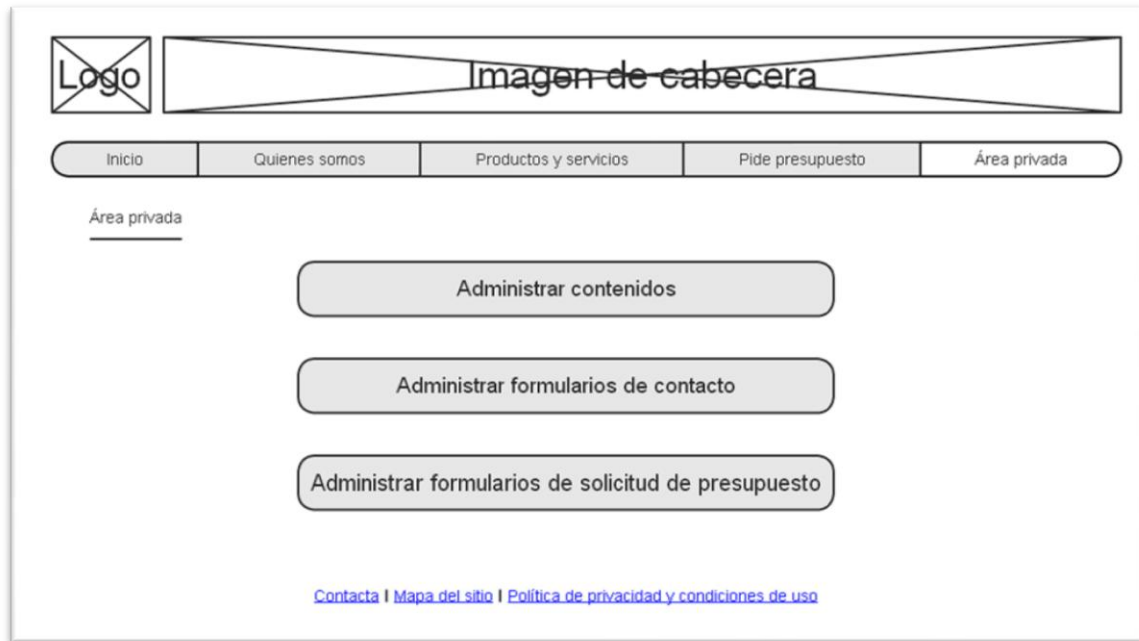 Logo
Imagen de cabecera
Inicio
Quienes somos
Productos y servicios
Pide presupuesto
Área privada
Área privada
Administrar contenidos
Administrar formularios de contacto
Administrar formularios de solicitud de presupuesto
Contacta | Mapa del sitio | Política de privacidad y condiciones de uso